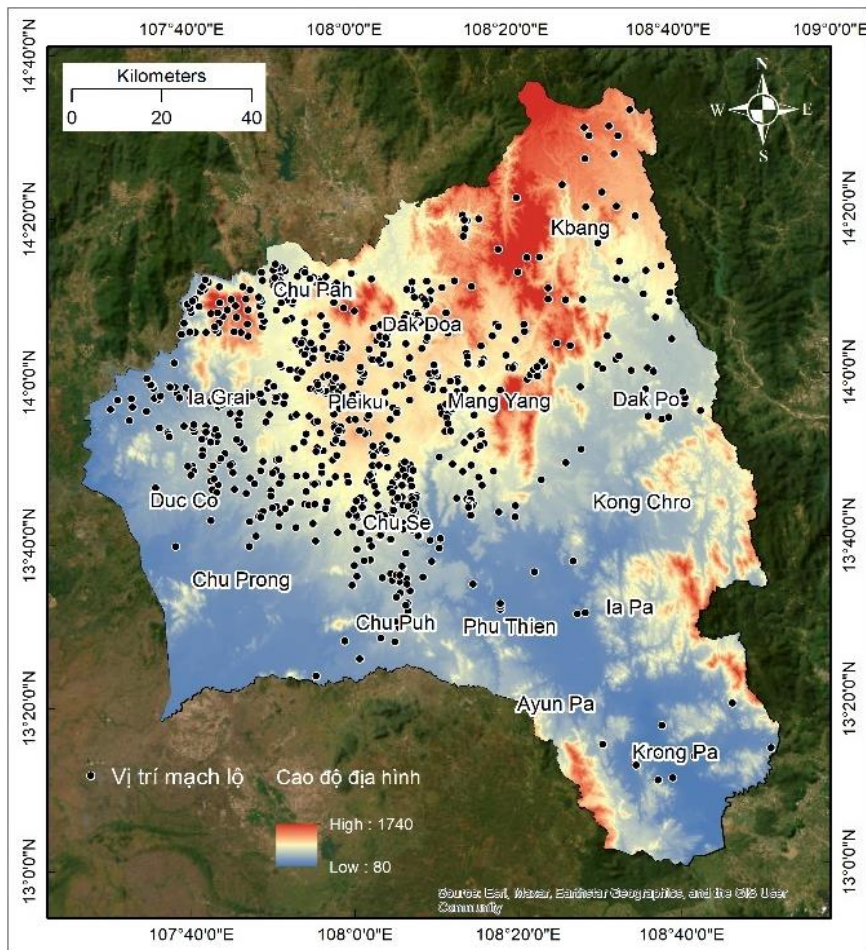 107°40'0"E 108°0'0"E 108°20'0"E 108°40'0"E 109°0'0"E
14°40'0"N
14°40'0"N
Kilometers
0 20 40
N
W E
S
14°20'0"N
14°20'0"N
Kbang
Chu Pah
Dak Doa
14°0'0"N
14°0'0"N
Ia Grai
Pleiku
Mang Yang
Dak Po
Duc Co
Kong Chro
Chu Se
13°40'0"N
13°40'0"N
Chu Prong
Ia Pa
Chu Puh
Phu Thien
13°20'0"N
13°20'0"N
Ayun Pa
Krong Pa
Vị trí mạch lộ
Cao độ địa hình
High : 1740
Low : 80
13°0'0"N
13°0'0"N
Source: Esri, Maxar, Earthstar Geographics, and the GIS User
Community
107°40'0"E 108°0'0"E 108°20'0"E 108°40'0"E